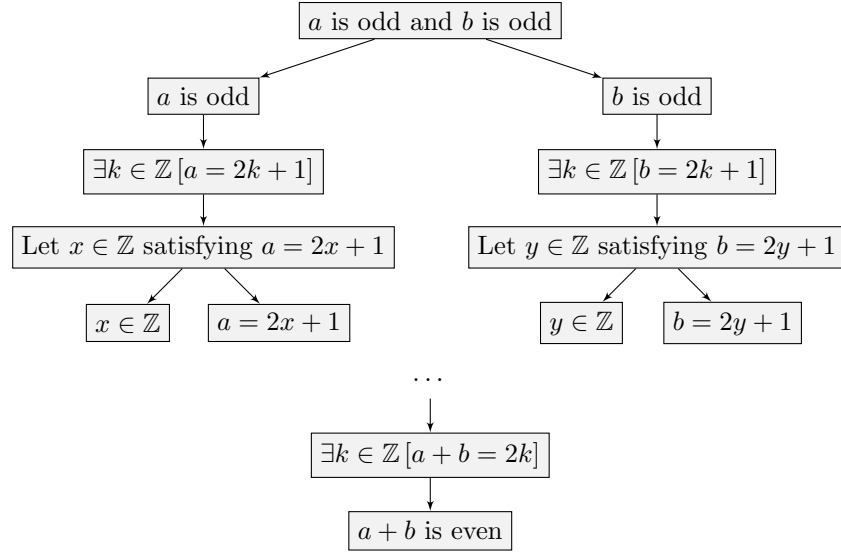 a is odd and b is odd
a is odd
b is odd
∃k ∈ ℤ [a = 2k + 1]
∃k ∈ ℤ [b = 2k + 1]
Let x ∈ ℤ satisfying a = 2x + 1
Let y ∈ ℤ satisfying b = 2y + 1
x ∈ ℤ
a = 2x + 1
y ∈ ℤ
b = 2y + 1
...
∃k ∈ ℤ [a + b = 2k]
a + b is even